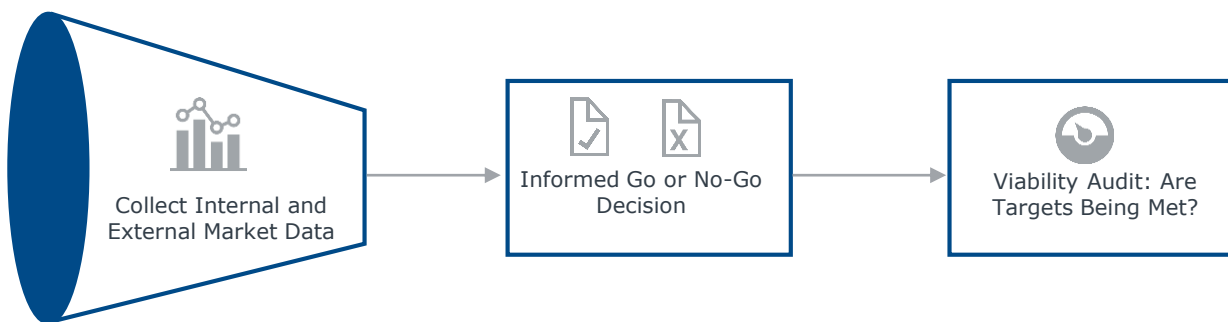 Collect Internal and
External Market Data
X
Informed Go or No-Go
Decision
Viability Audit: Are
Targets Being Met?